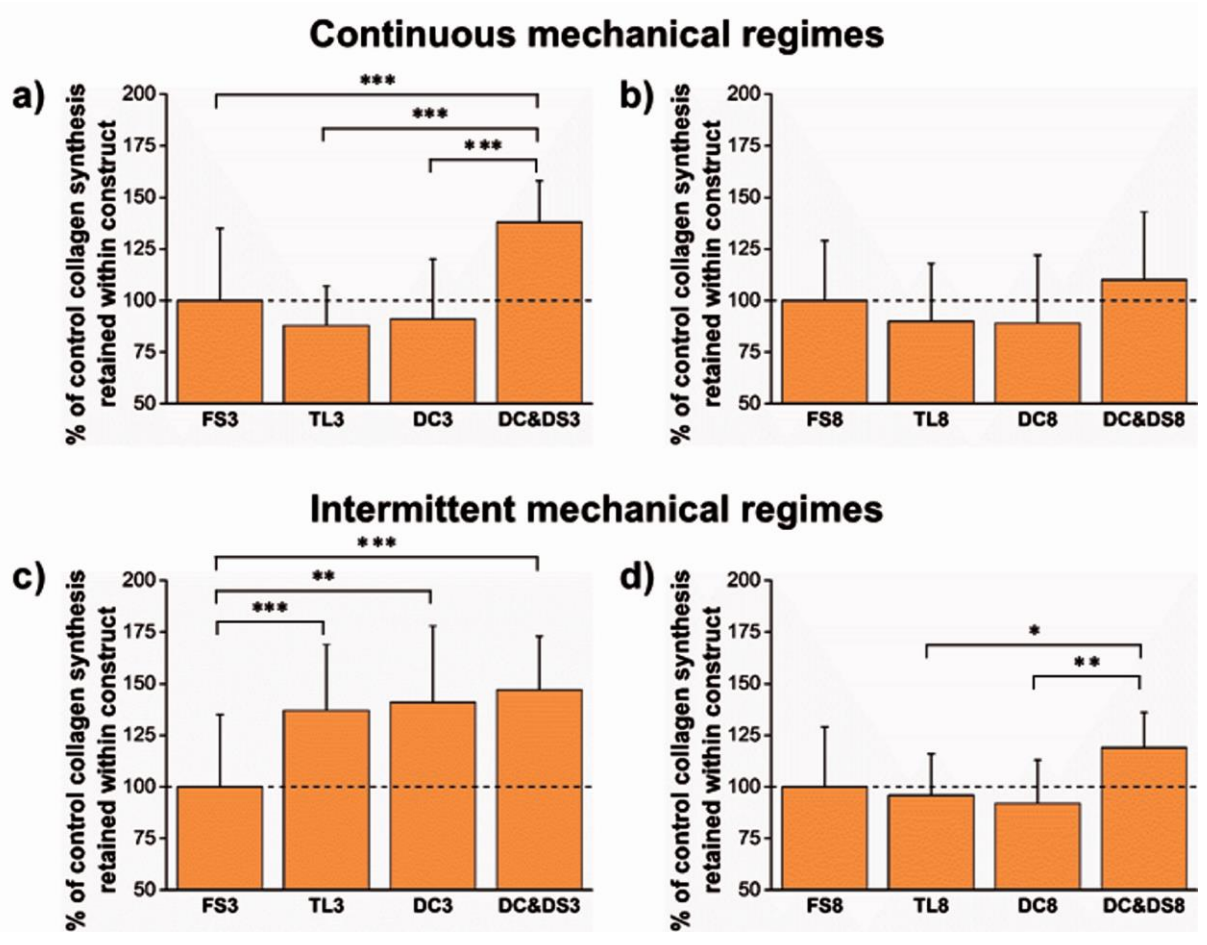 Continuous mechanical regimes
a)
% of control collagen synthesis
retained within construct
200
175
150
125
100
75
50
***
***
***
FS3 TL3 DC3 DC&DS3
b)
% of control collagen synthesis
retained within construct
200
175
150
125
100
75
50
FS8 TL8 DC8 DC&DS8
Intermittent mechanical regimes
c)
% of control collagen synthesis
retained within construct
200
175
150
125
100
75
50
***
**
***
FS3 TL3 DC3 DC&DS3
d)
% of control collagen synthesis
retained within construct
200
175
150
125
100
75
50
*
**
FS8 TL8 DC8 DC&DS8